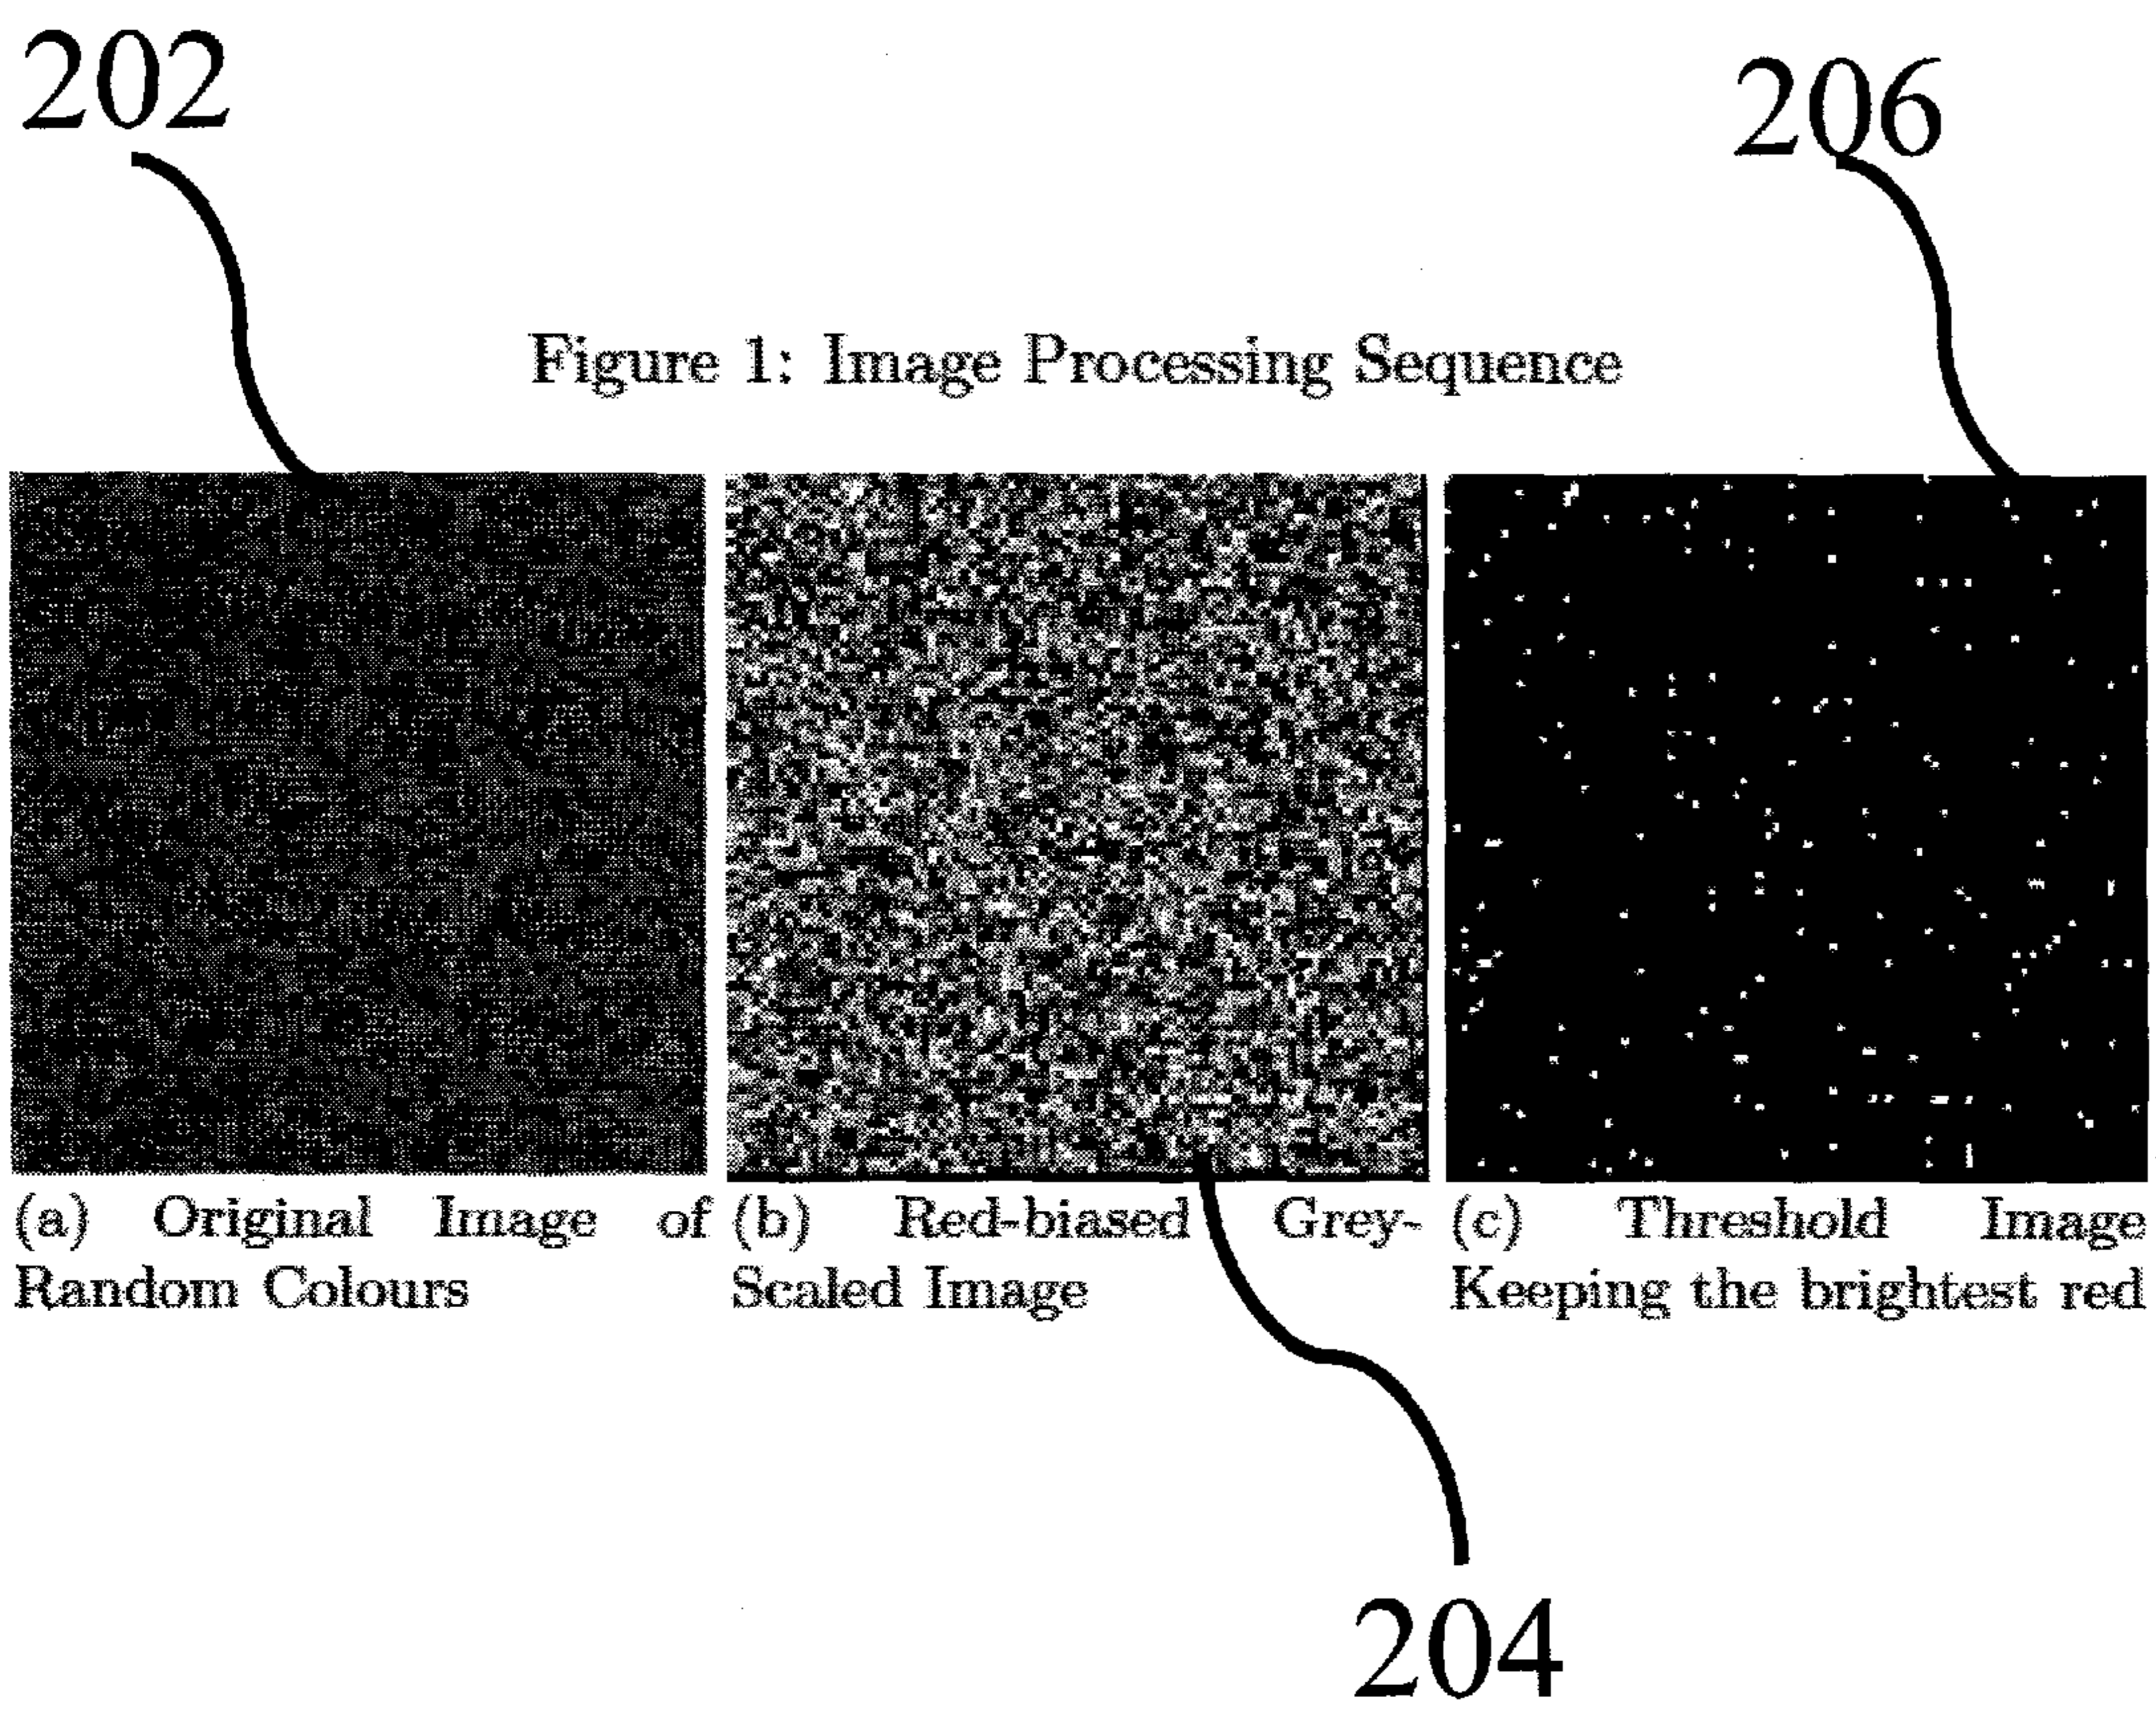 202
206
Figure 1: Image Processing Sequence
(a) Original Image of
Random Colours
(b) Red-biased Grey-
Scaled Image
(c) Threshold Image
Keeping the brightest red
204